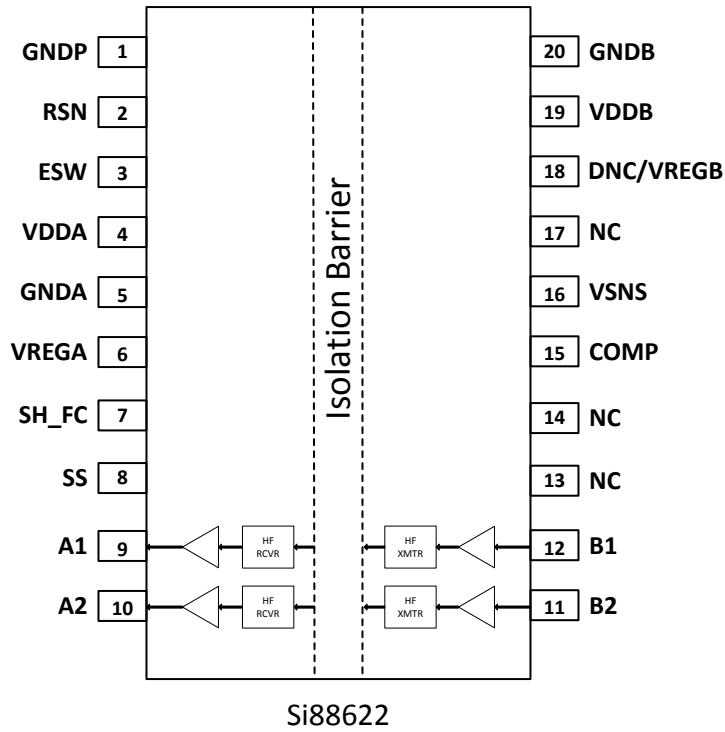 GNDP 1
20 GNDB
RSN 2
19 VDDB
ESW 3
18 DNC/VREGB
VDDA 4
17 NC
GNDA 5
16 VSNS
VREGA 6
15 COMP
SH_FC 7
14 NC
SS 8
13 NC
Isolation Barrier
A1 9
HF
RCVR
HF
XMTR
12 B1
A2 10
HF
RCVR
HF
XMTR
11 B2
Si88622